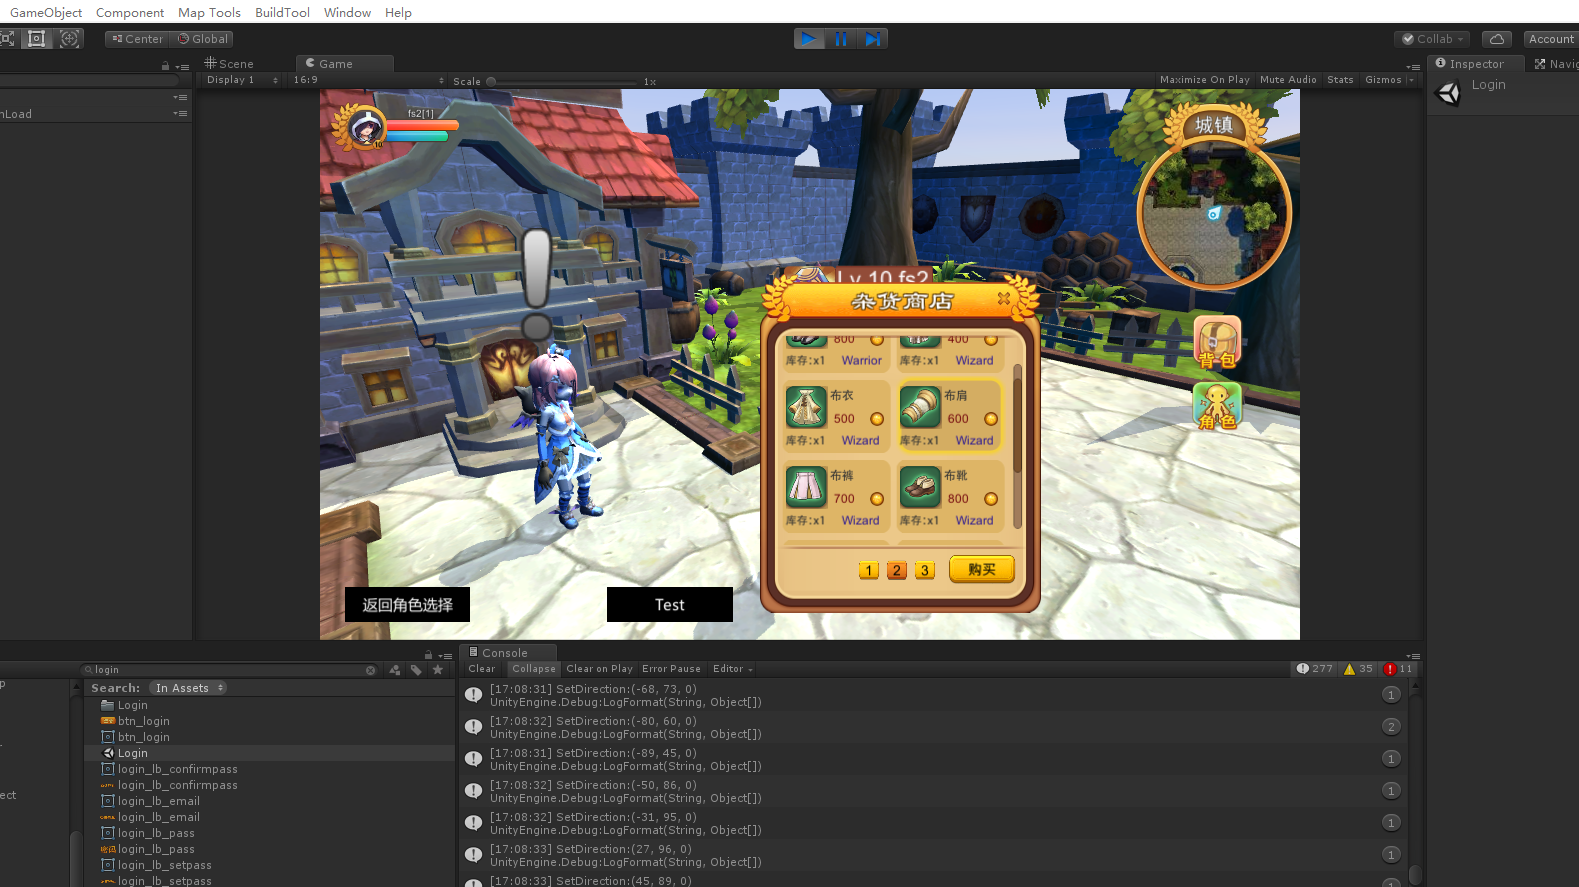 GameObject Component Map Tools BuildTool Window Help
Center Global Collab Account
Scene Game Inspector
Display 1 16:9 Scale 1x Maximize On Play Mute Audio Stats Gizmos
Login
nLoad
fs2[1]
城镇
Lv.10 fs2
杂货商店
800 400
库存:x1 Warrior 库存:x1 Wizard
布衣 布肩
500 600
库存:x1 Wizard 库存:x1 Wizard
布裤 布靴
700 800
库存:x1 Wizard 库存:x1 Wizard
1 2 3 购买
背包
角色
返回角色选择 Test
login
Console
Clear Collapse Clear on Play Error Pause Editor 277 35 11
Search: In Assets
Login
btn_login
btn_login
Login
login_lb_confirmpass
login_lb_confirmpass
login_lb_email
login_lb_email
login_lb_pass
login_lb_pass
login_lb_setpass
login_lb_setpass
ect
[17:08:31] SetDirection:(-68, 73, 0)
UnityEngine.Debug:LogFormat(String, Object[]) 1
[17:08:32] SetDirection:(-80, 60, 0)
UnityEngine.Debug:LogFormat(String, Object[]) 2
[17:08:31] SetDirection:(-89, 45, 0)
UnityEngine.Debug:LogFormat(String, Object[]) 1
[17:08:32] SetDirection:(-50, 86, 0)
UnityEngine.Debug:LogFormat(String, Object[]) 1
[17:08:32] SetDirection:(-31, 95, 0)
UnityEngine.Debug:LogFormat(String, Object[]) 1
[17:08:33] SetDirection:(27, 96, 0)
UnityEngine.Debug:LogFormat(String, Object[]) 1
[17:08:33] SetDirection:(45, 89, 0)